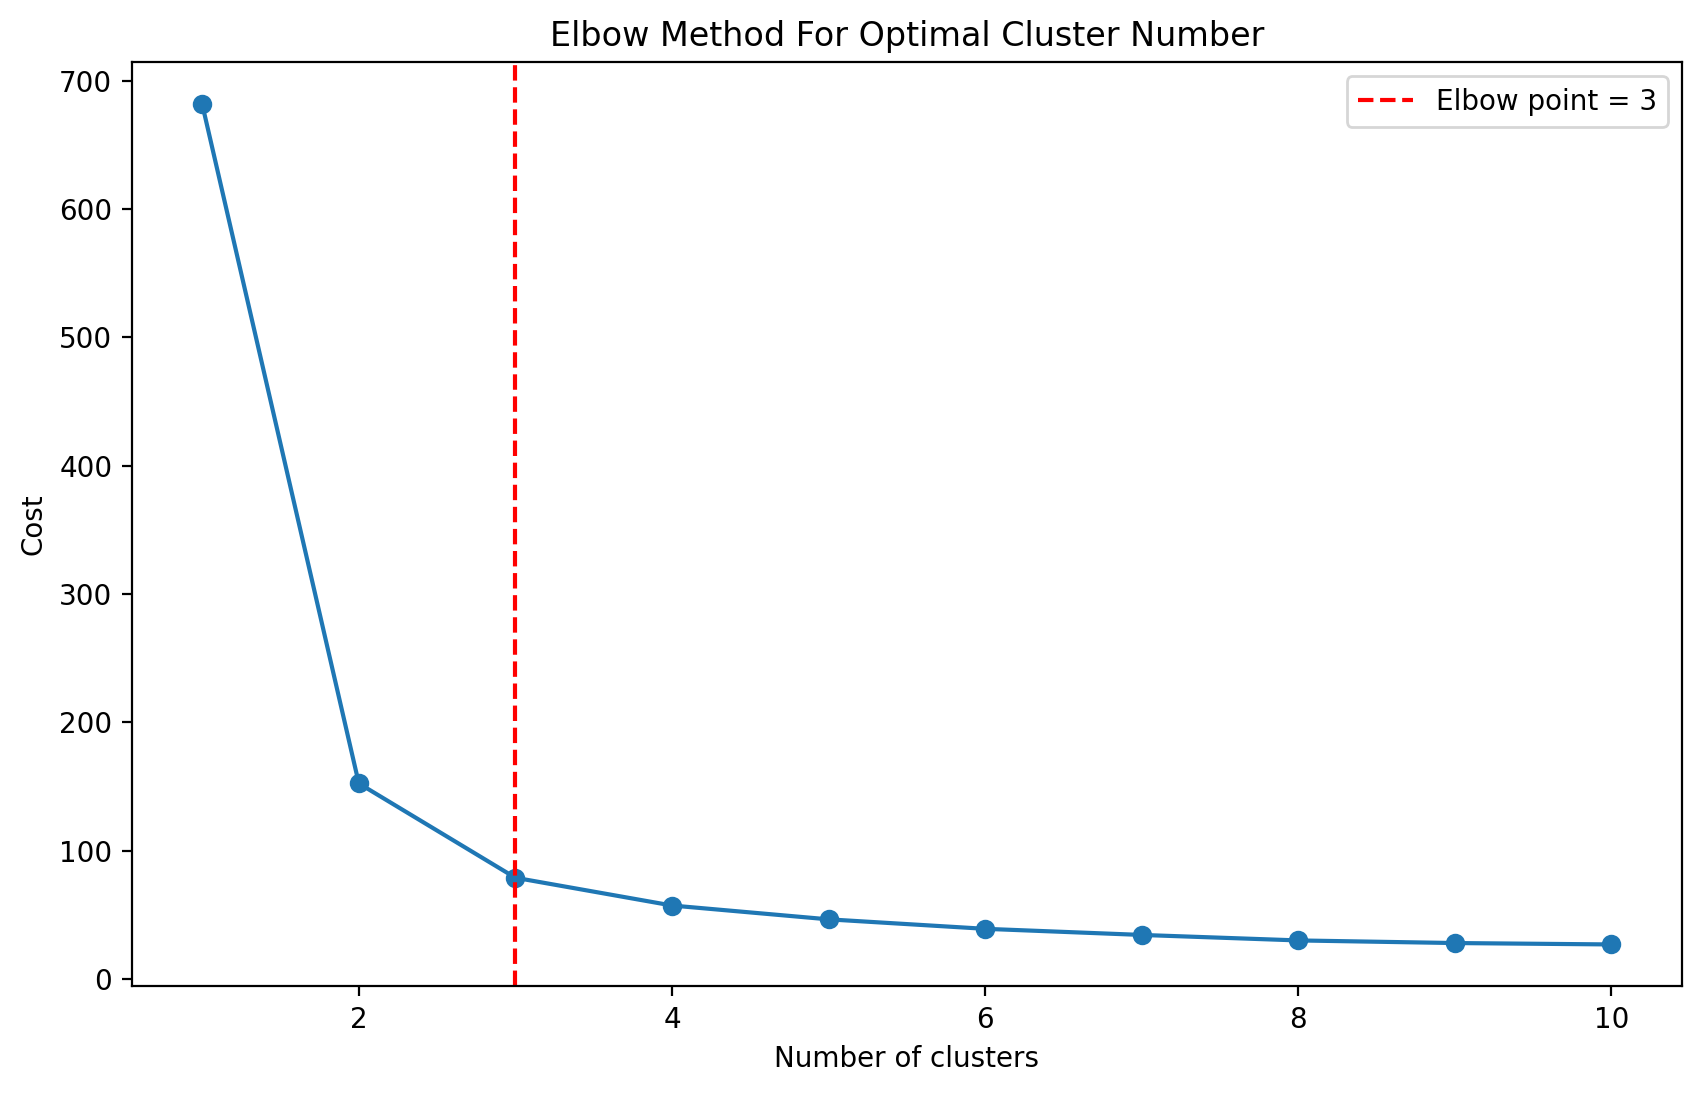 Elbow Method For Optimal Cluster Number
Elbow point = 3
Cost
700
600
500
400
300
200
100
0
2 4 6 8 10
Number of clusters